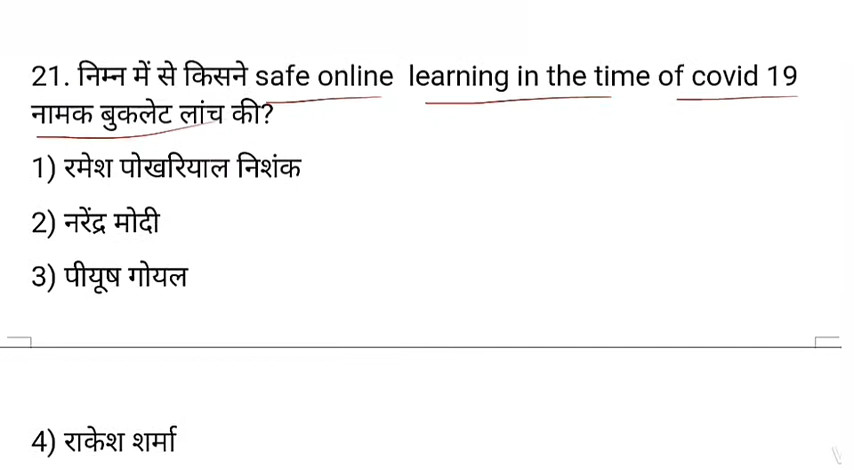 21. निम्न में से किसने safe online learning in the time of covid 19
नामक बुकलेट लांच की?
1) रमेश पोखरियाल निशंक
2) नरेंद्र मोदी
3) पीयूष गोयल
4) राकेश शर्मा